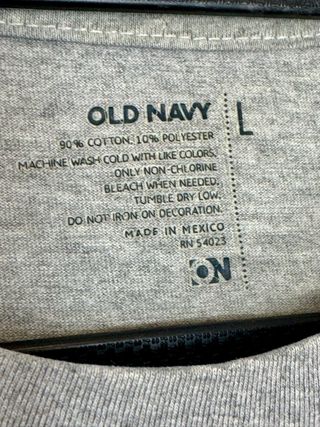 OLD NAVY
L
90% COTTON. 10% POLYESTER
MACHINE WASH COLD WITH LIKE COLORS.
ONLY NON-CHLORINE
BLEACH WHEN NEEDED.
TUMBLE DRY LOW.
DO NOT IRON ON DECORATION.
MADE IN MEXICO
RN 54023
ON